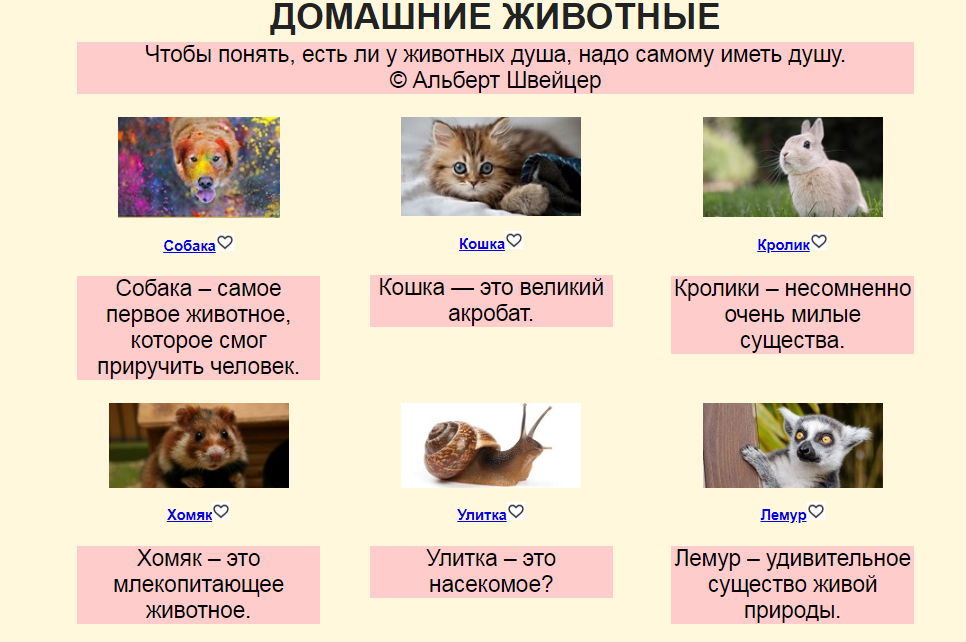 ДОМАШНИЕ ЖИВОТНЫЕ
Чтобы понять, есть ли у животных душа, надо самому иметь душу.
© Альберт Швейцер
Собака
Кошка
Кролик
Собака – самое
первое животное,
которое смог
приручить человек.
Кошка — это великий
акробат.
Кролики – несомненно
очень милые
существа.
Хомяк
Улитка
Лемур
Хомяк – это
млекопитающее
животное.
Улитка – это
насекомое?
Лемур – удивительное
существо живой
природы.